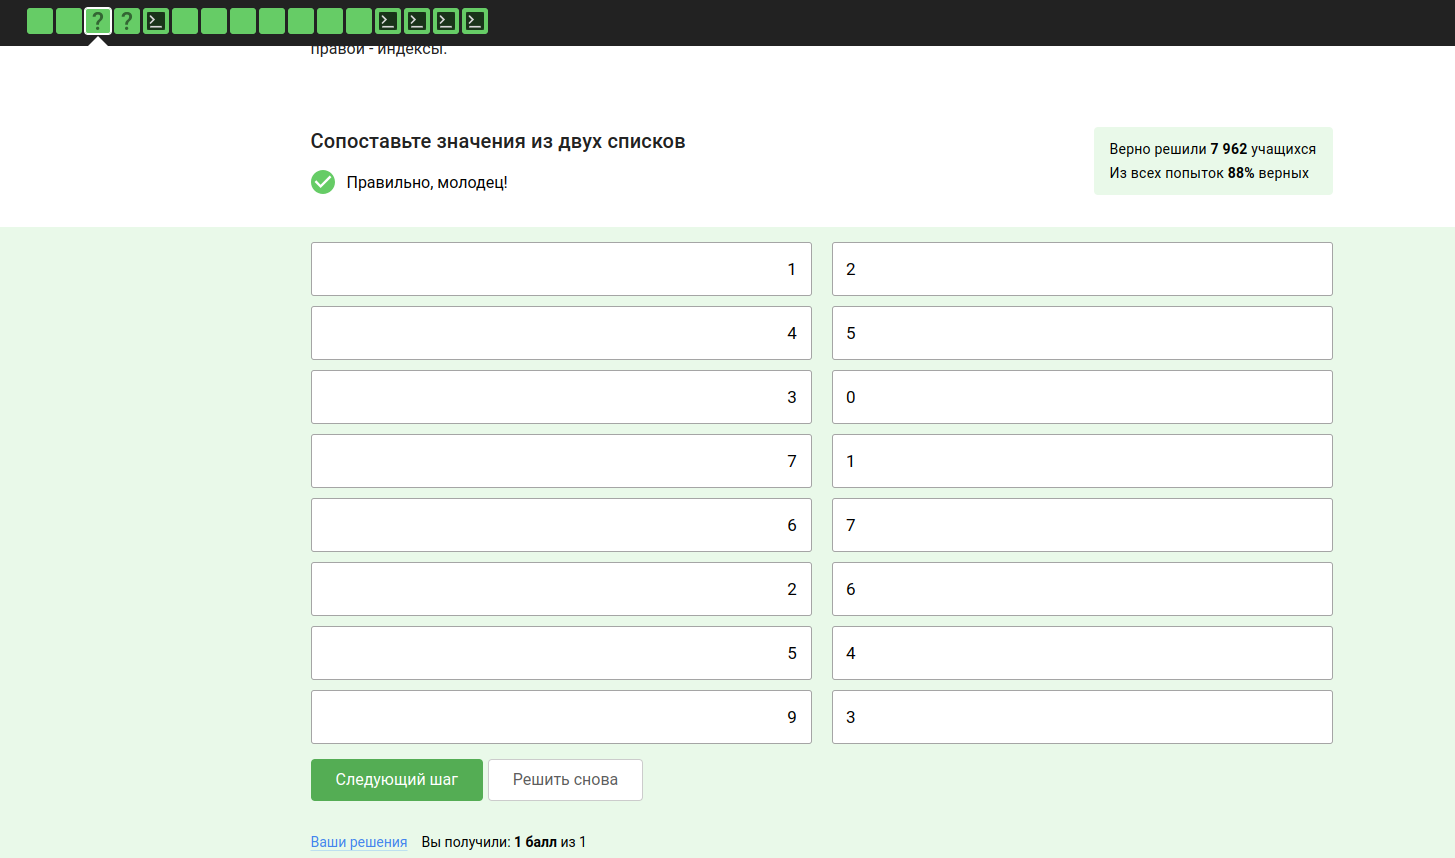 правой - индексы.
Сопоставьте значения из двух списков
Правильно, молодец!
Верно решили 7 962 учащихся
Из всех попыток 88% верных
1 2
4 5
3 0
7 1
6 7
2 6
5 4
9 3
Следующий шаг Решить снова
Ваши решения Вы получили: 1 балл из 1